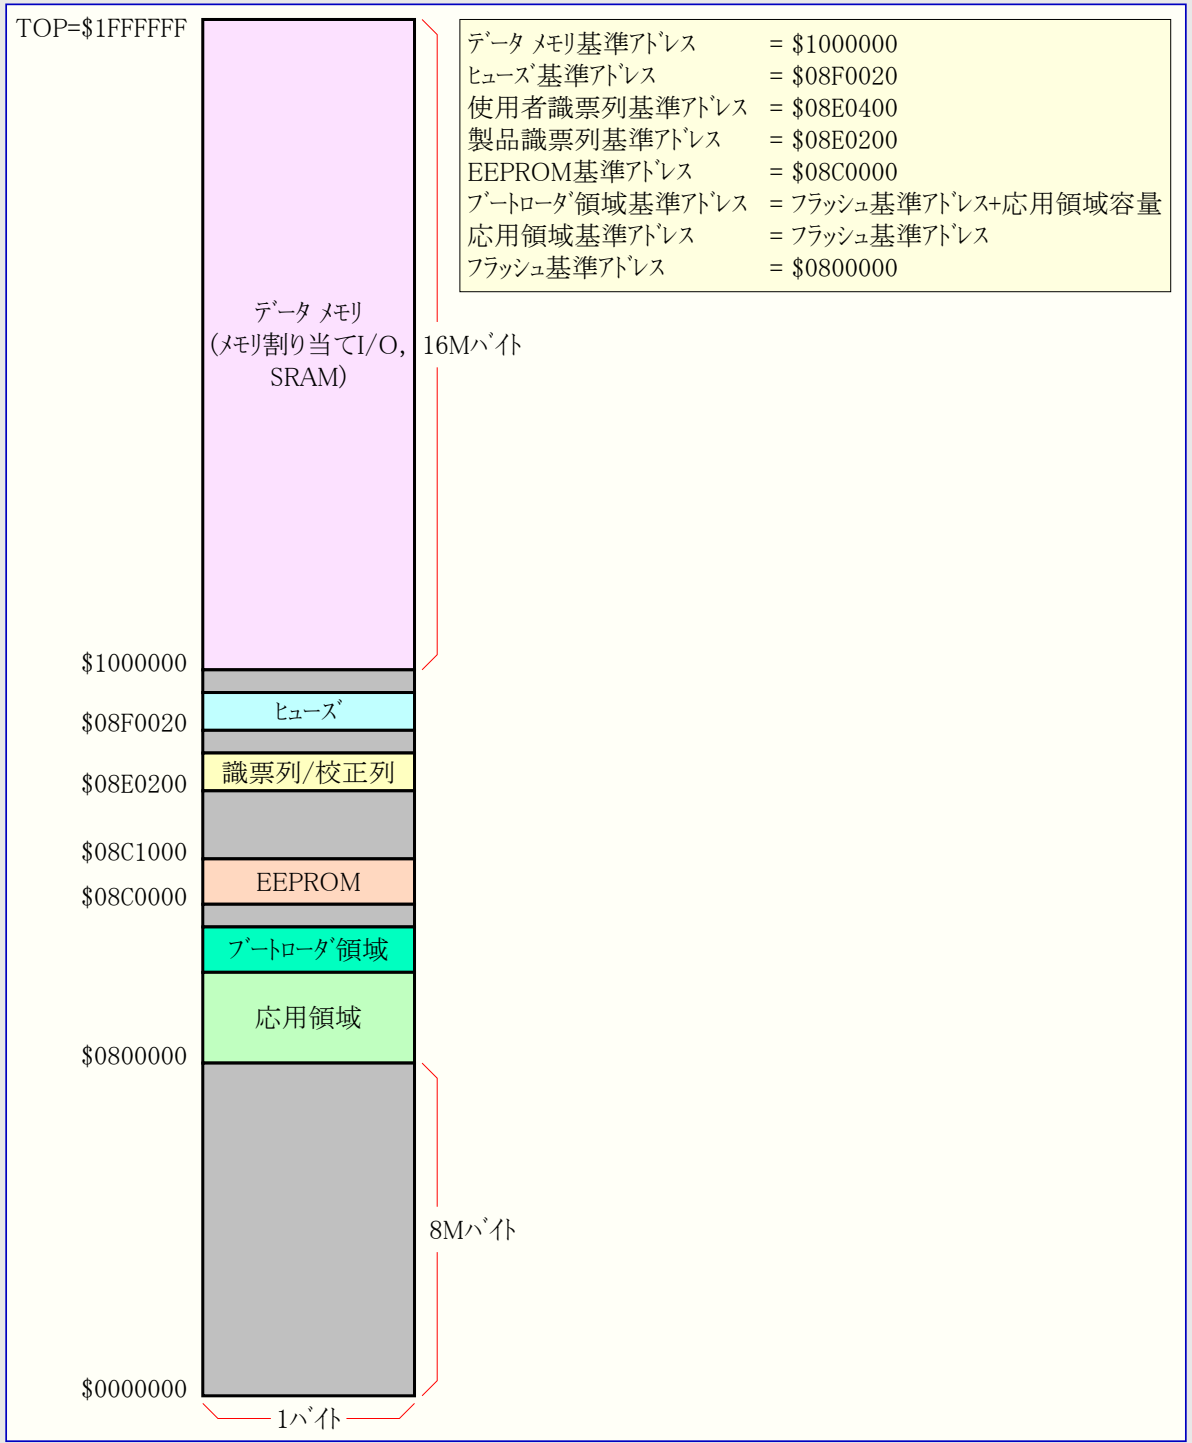 TOP=$1FFFFFF
データ メモリ基準アドレス = $1000000
ヒューズ基準アドレス = $08F0020
使用者識票列基準アドレス = $08E0400
製品識票列基準アドレス = $08E0200
EEPROM基準アドレス = $08C0000
ブートローダ領域基準アドレス = フラッシュ基準アドレス+応用領域容量
応用領域基準アドレス = フラッシュ基準アドレス
フラッシュ基準アドレス = $0800000
データ メモリ
(メモリ割り当てI/O,
SRAM)
16Mバイト
$1000000
ヒューズ
$08F0020
識票列/校正列
$08E0200
$08C1000
EEPROM
$08C0000
ブートローダ領域
応用領域
$0800000
8Mバイト
$0000000
1バイト